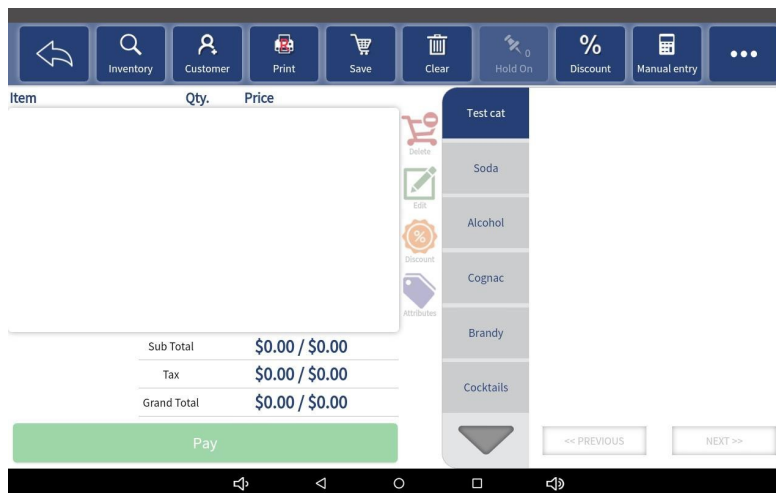 Inventory Customer Print Save Clear Hold On 0 Discount Manual entry
Item Qty. Price
Delete
Edit
Discount
Attributes
Test cat
Soda
Alcohol
Cognac
Brandy
Cocktails
Sub Total $0.00 / $0.00
Tax $0.00 / $0.00
Grand Total $0.00 / $0.00
Pay
<< PREVIOUS NEXT >>